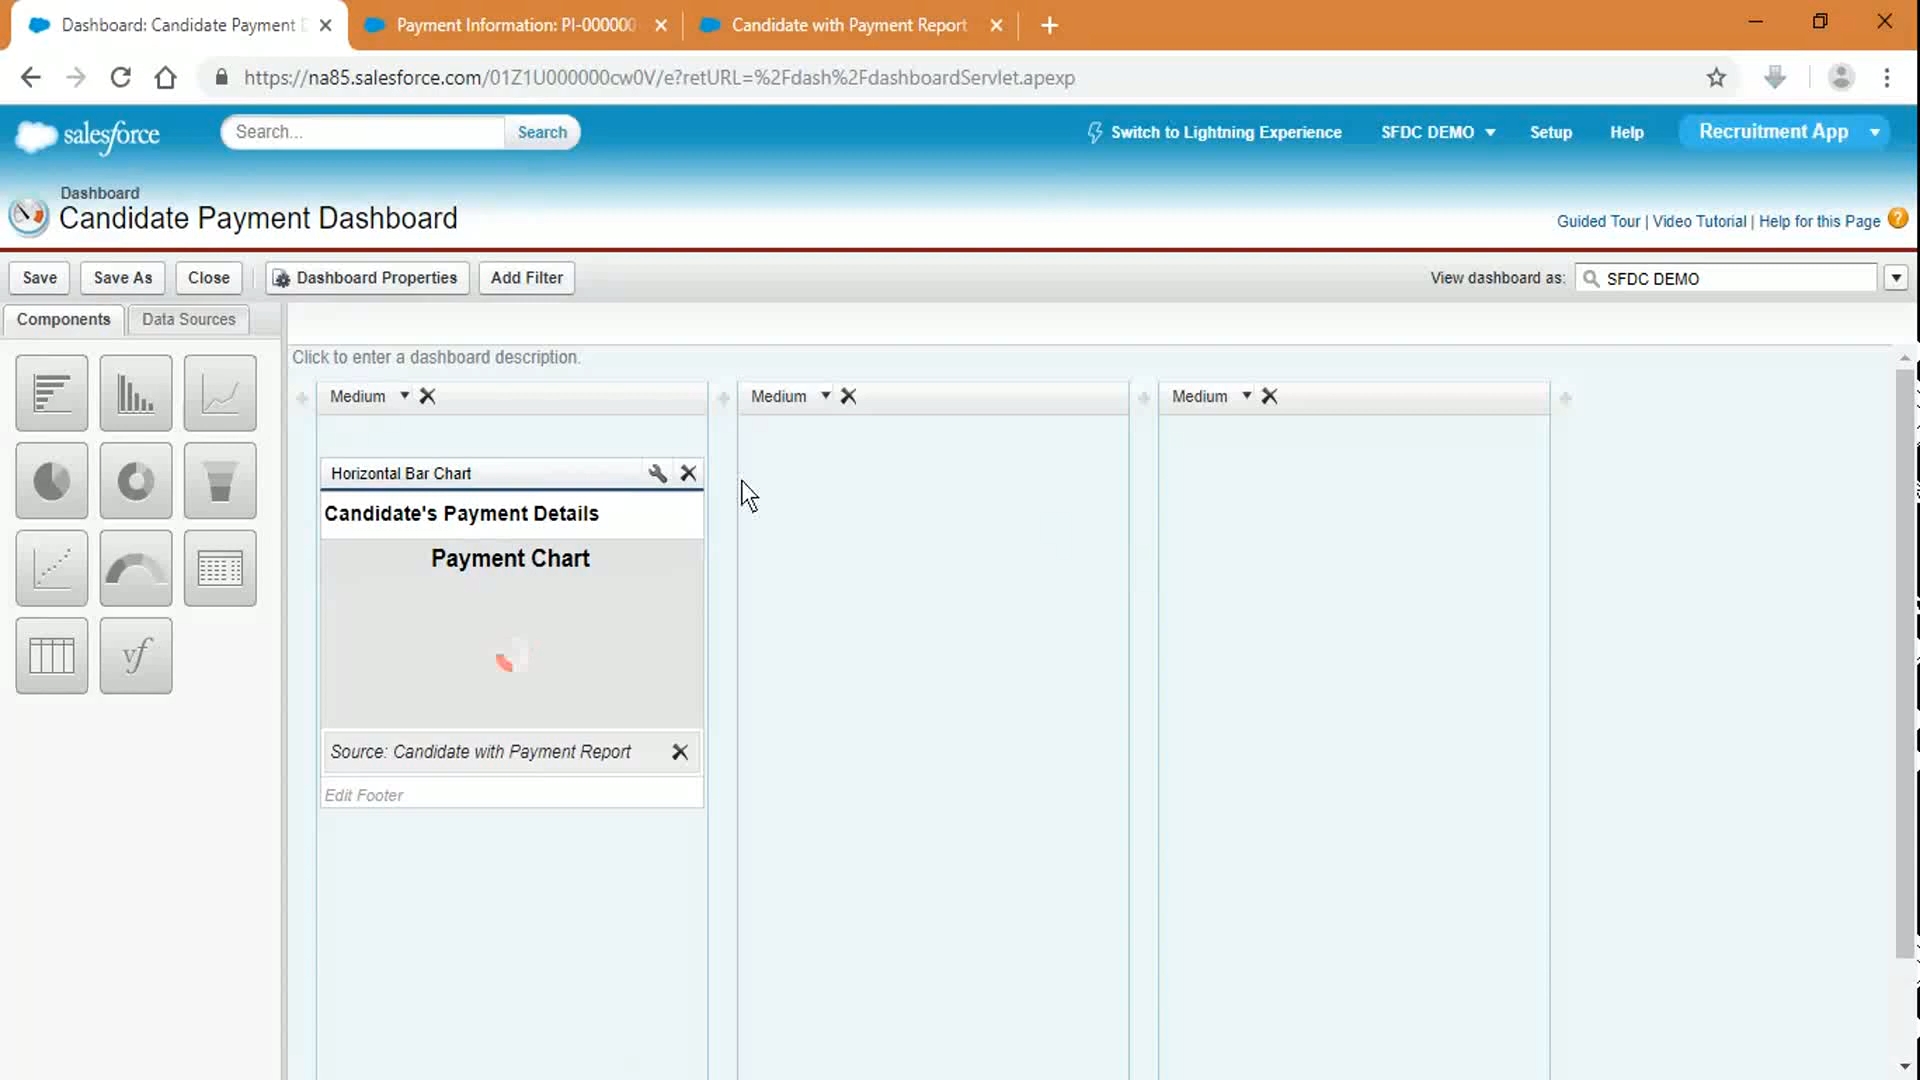 Dashboard: Candidate Payment D
Payment Information: PI-000000
Candidate with Payment Report
https://na85.salesforce.com/01Z1U000000cw0V/e?retURL=%2Fdash%2FdashboardServlet.apexp
salesforce
Search...
Search
Switch to Lightning Experience
SFDC DEMO
Setup
Help
Recruitment App
Dashboard
Candidate Payment Dashboard
Guided Tour | Video Tutorial | Help for this Page
Save
Save As
Close
Dashboard Properties
Add Filter
View dashboard as:
SFDC DEMO
Components
Data Sources
Click to enter a dashboard description.
Medium
Medium
Medium
Horizontal Bar Chart
Candidate's Payment Details
Payment Chart
vf
Source: Candidate with Payment Report
Edit Footer